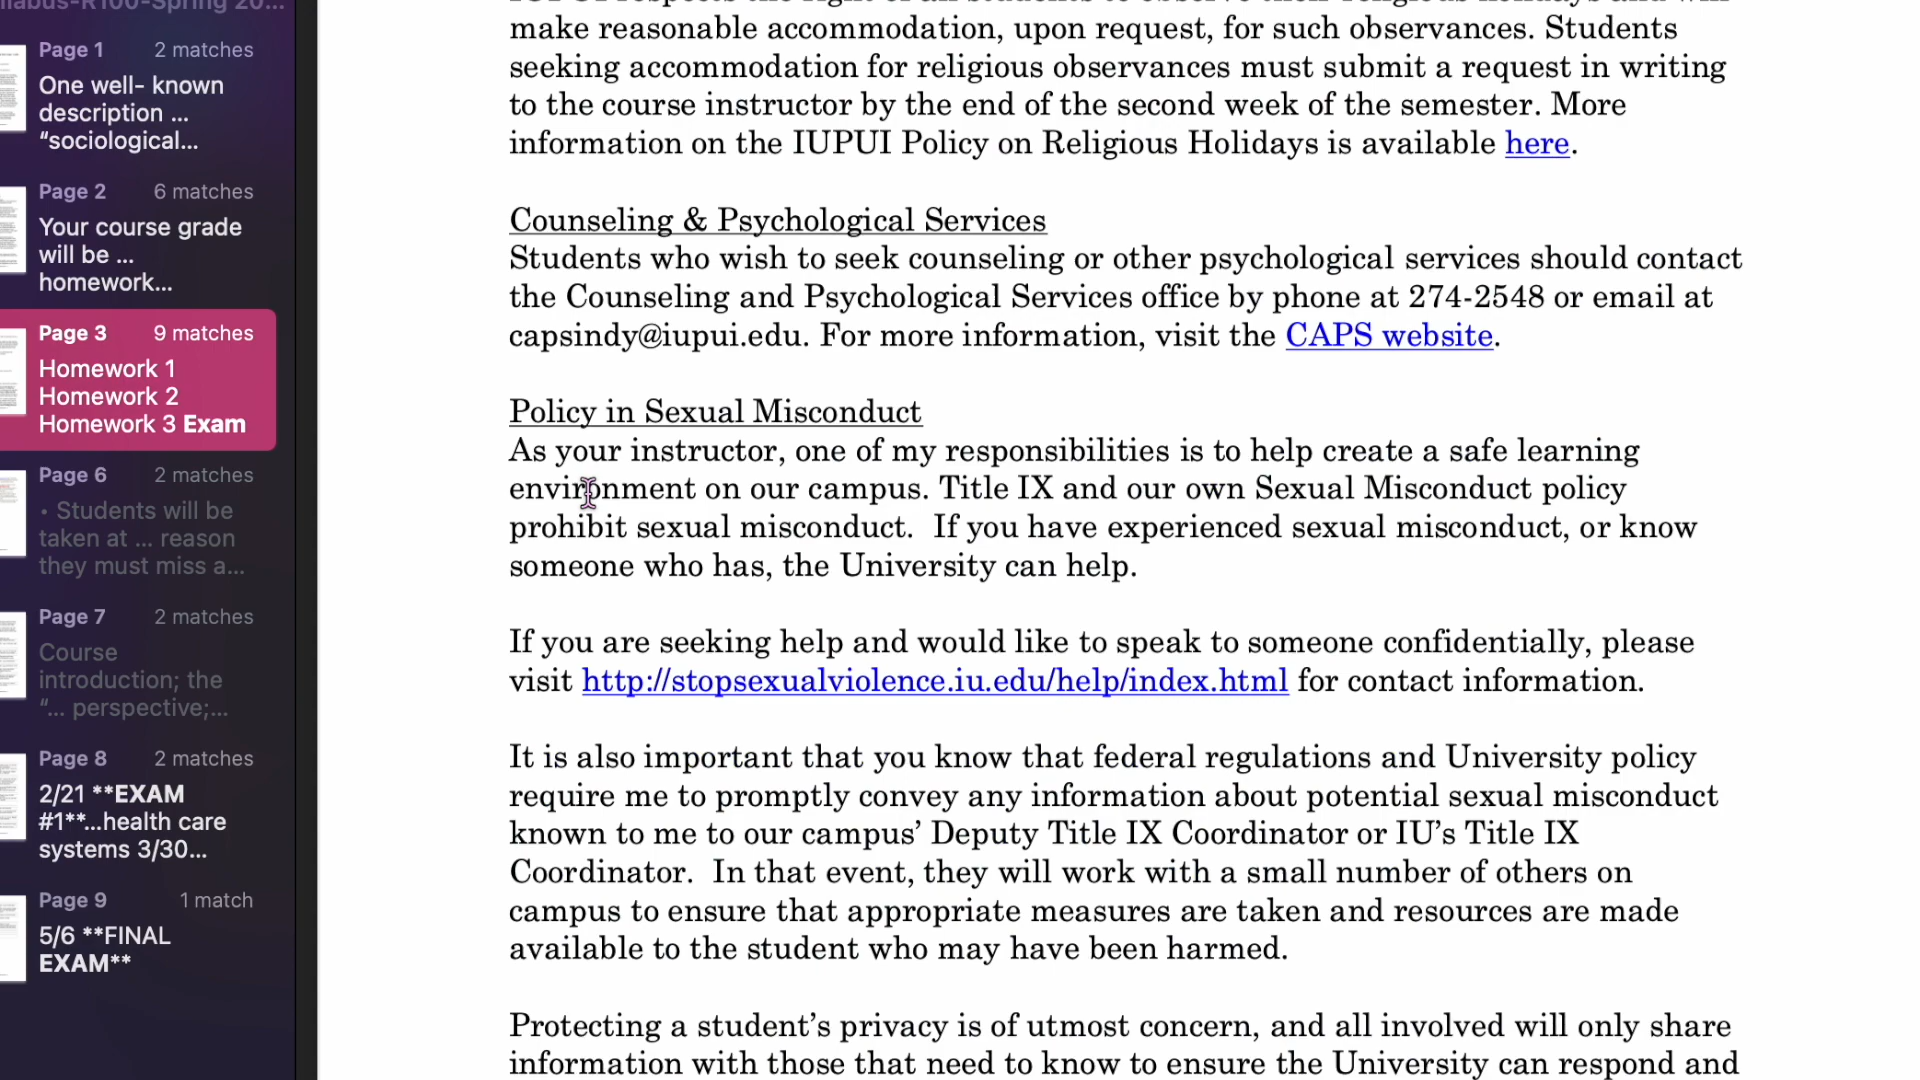 Page 1 2 matches
One well- known
description ...
“sociological...
Page 2 6 matches
Your course grade
will be ...
homework...
Page 3 9 matches
Homework 1
Homework 2
Homework 3 Exam
Page 6 2 matches
• Students will be
taken at ... reason
they must miss a...
Page 7 2 matches
Course
introduction; the
“... perspective;...
Page 8 2 matches
2/21 **EXAM
#1**...health care
systems 3/30...
Page 9 1 match
5/6 **FINAL
EXAM**
make reasonable accommodation, upon request, for such observances. Students
seeking accommodation for religious observances must submit a request in writing
to the course instructor by the end of the second week of the semester. More
information on the IUPUI Policy on Religious Holidays is available here.
Counseling & Psychological Services
Students who wish to seek counseling or other psychological services should contact
the Counseling and Psychological Services office by phone at 274-2548 or email at
capsindy@iupui.edu. For more information, visit the CAPS website.
Policy in Sexual Misconduct
As your instructor, one of my responsibilities is to help create a safe learning
environment on our campus. Title IX and our own Sexual Misconduct policy
prohibit sexual misconduct.  If you have experienced sexual misconduct, or know
someone who has, the University can help.
If you are seeking help and would like to speak to someone confidentially, please
visit http://stopsexualviolence.iu.edu/help/index.html for contact information.
It is also important that you know that federal regulations and University policy
require me to promptly convey any information about potential sexual misconduct
known to me to our campus’ Deputy Title IX Coordinator or IU’s Title IX
Coordinator.  In that event, they will work with a small number of others on
campus to ensure that appropriate measures are taken and resources are made
available to the student who may have been harmed.
Protecting a student’s privacy is of utmost concern, and all involved will only share
information with those that need to know to ensure the University can respond and